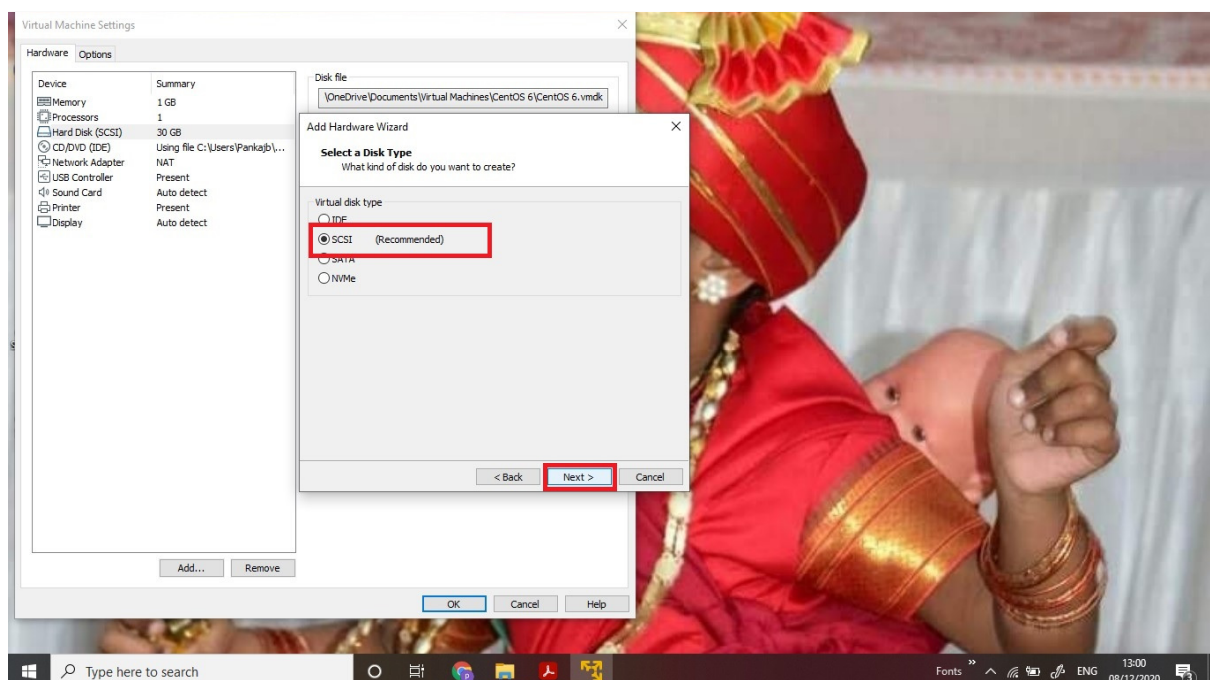 Virtual Machine Settings
Hardware Options
Device Summary
Memory 1 GB
Processors 1
Hard Disk (SCSI) 30 GB
CD/DVD (IDE) Using file C:\Users\Pankajb\...
Network Adapter NAT
USB Controller Present
Sound Card Auto detect
Printer Present
Display Auto detect
Add... Remove
Disk file
\OneDrive\Documents\Virtual Machines\CentOS 6\CentOS 6.vmdk
Add Hardware Wizard
Select a Disk Type
What kind of disk do you want to create?
Virtual disk type
IDE
SCSI (Recommended)
SATA
NVMe
< Back Next > Cancel
OK Cancel Help
Type here to search
Fonts
ENG
13:00
08/12/2020
3